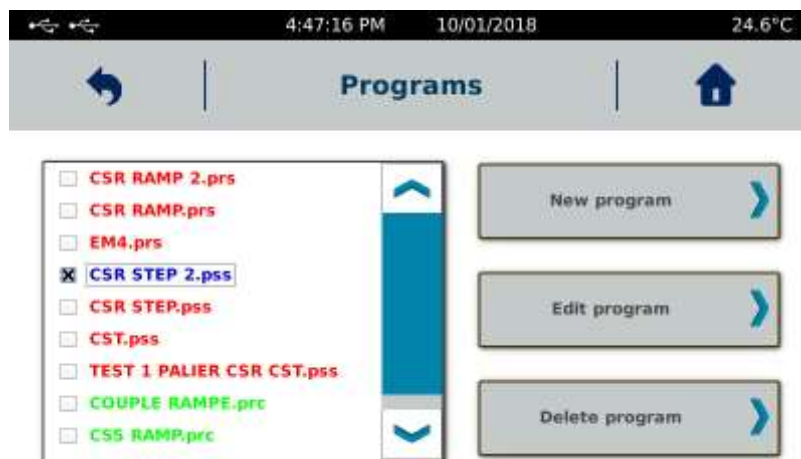 4:47:16 PM 10/01/2018 24.6°C
Programs
CSR RAMP 2.prs
CSR RAMP.prs
EM4.prs
CSR STEP 2.pss
CSR STEP.pss
CST.pss
TEST 1 PALIER CSR CST.pss
COUPLE RAMPE.prc
CSS RAMP.prc
New program
Edit program
Delete program